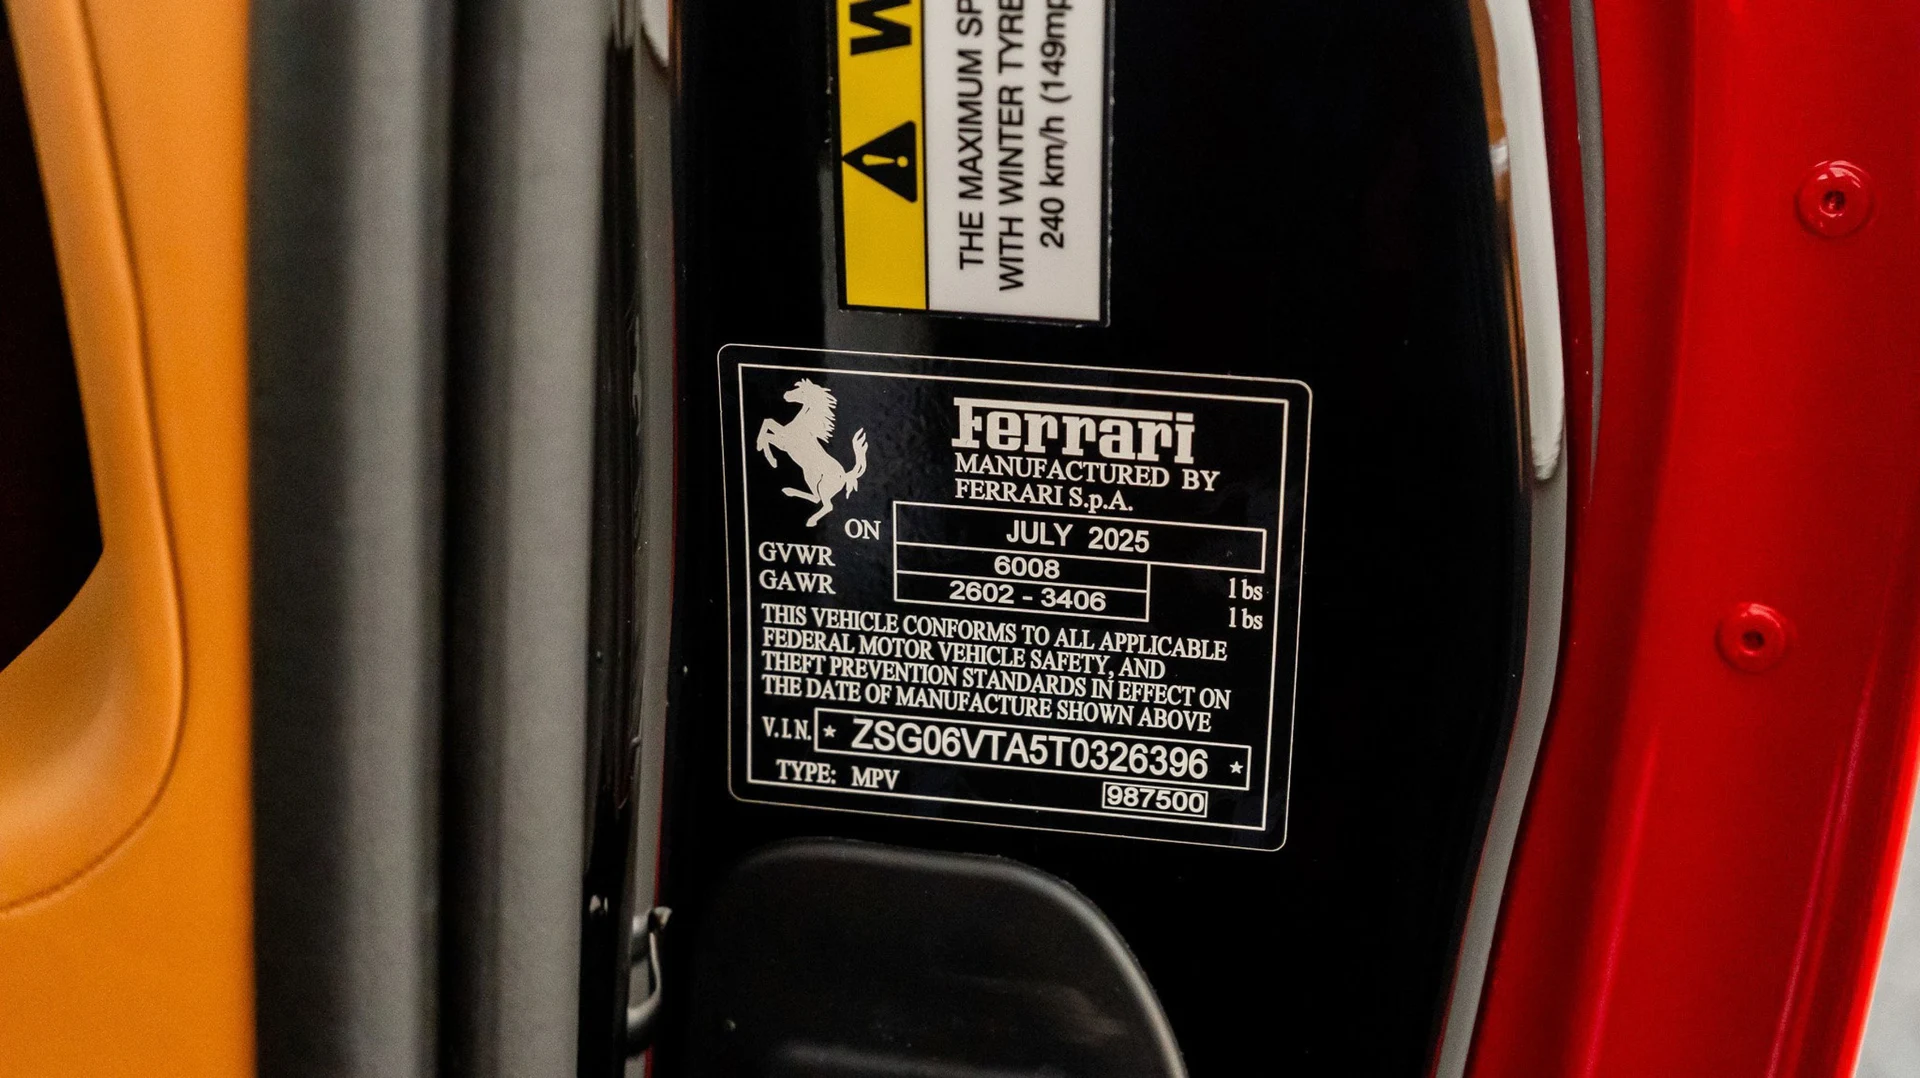 W
THE MAXIMUM SP
WITH WINTER TYRE
240 km/h (149mp
Ferrari
MANUFACTURED BY
FERRARI S.p.A.
ON JULY 2025
GVWR 6008 lbs
GAWR 2602 - 3406 lbs
THIS VEHICLE CONFORMS TO ALL APPLICABLE
FEDERAL MOTOR VEHICLE SAFETY, AND
THEFT PREVENTION STANDARDS IN EFFECT ON
THE DATE OF MANUFACTURE SHOWN ABOVE
V.I.N. * ZSG06VTA5T0326396 *
TYPE: MPV 987500